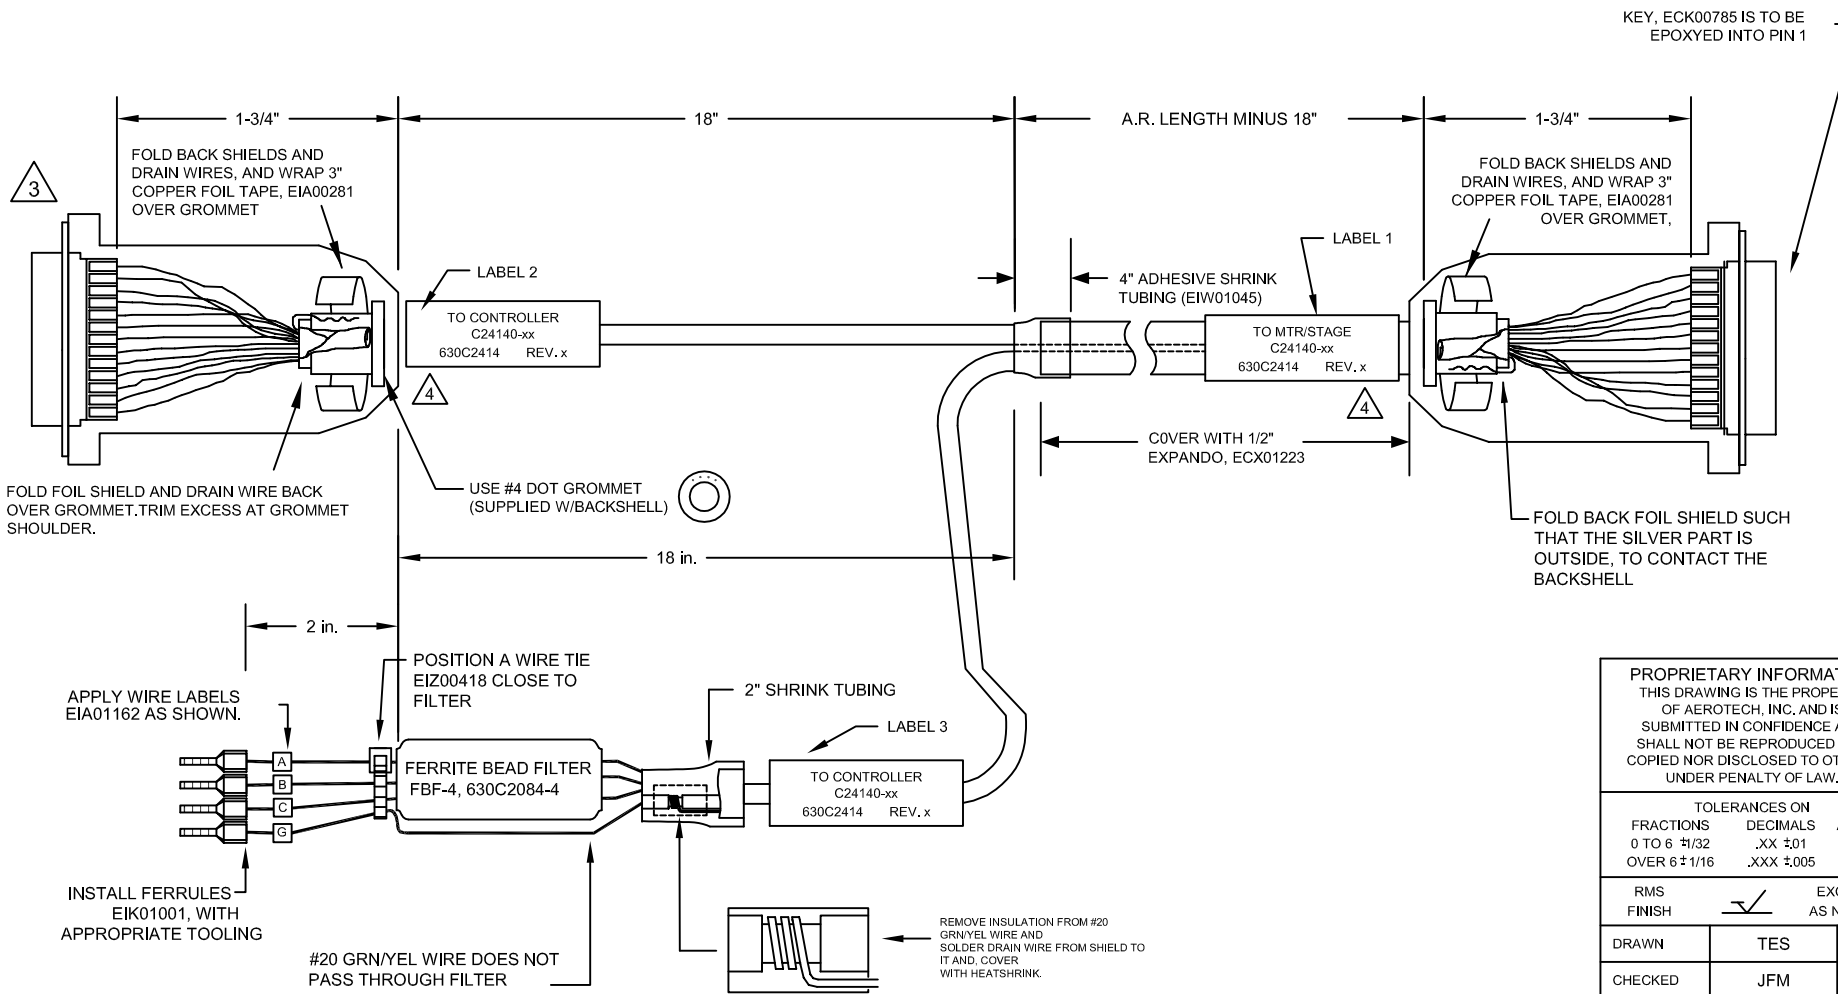 KEY, ECK00785 IS TO BE
EPOXYED INTO PIN 1
1-3/4"
18"
A.R. LENGTH MINUS 18"
1-3/4"
FOLD BACK SHIELDS AND
DRAIN WIRES, AND WRAP 3"
COPPER FOIL TAPE, EIA00281
OVER GROMMET
3
FOLD BACK SHIELDS AND
DRAIN WIRES, AND WRAP 3"
COPPER FOIL TAPE, EIA00281
OVER GROMMET,
LABEL 2
LABEL 1
4" ADHESIVE SHRINK
TUBING (EIW01045)
TO CONTROLLER
C24140-xx
630C2414 REV. x
TO MTR/STAGE
C24140-xx
630C2414 REV. x
4
4
C0VER WITH 1/2"
EXPANDO, ECX01223
FOLD FOIL SHIELD AND DRAIN WIRE BACK
OVER GROMMET.TRIM EXCESS AT GROMMET
SHOULDER.
USE #4 DOT GROMMET
(SUPPLIED W/BACKSHELL)
FOLD BACK FOIL SHIELD SUCH
THAT THE SILVER PART IS
OUTSIDE, TO CONTACT THE
BACKSHELL
18 in.
2 in.
POSITION A WIRE TIE
EIZ00418 CLOSE TO
FILTER
APPLY WIRE LABELS
EIA01162 AS SHOWN.
2" SHRINK TUBING
LABEL 3
A
B
C
G
FERRITE BEAD FILTER
FBF-4, 630C2084-4
TO CONTROLLER
C24140-xx
630C2414 REV. x
INSTALL FERRULES
EIK01001, WITH
APPROPRIATE TOOLING
#20 GRN/YEL WIRE DOES NOT
PASS THROUGH FILTER
REMOVE INSULATION FROM #20
GRN/YEL WIRE AND
SOLDER DRAIN WIRE FROM SHIELD TO
IT AND, COVER
WITH HEATSHRINK.
PROPRIETARY INFORMAT
THIS DRAWING IS THE PROPE
OF AEROTECH, INC. AND IS
SUBMITTED IN CONFIDENCE A
SHALL NOT BE REPRODUCED
COPIED NOR DISCLOSED TO OT
UNDER PENALTY OF LAW.
TOLERANCES ON
FRACTIONS DECIMALS
0 TO 6 ±1/32 .XX ±.01
OVER 6 ±1/16 .XXX ±.005
RMS
FINISH
EXC
AS N
DRAWN TES
CHECKED JFM